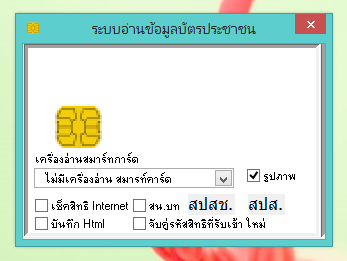 ระบบอ่านข้อมูลบัตรประชาชน
เครื่องอ่านสมาร์ทการ์ด
ไม่มีเครื่องอ่าน สมารทคาร์ด
รูปภาพ
เช็คสิทธิ Internet สน.บท สปสช. สปส.
บันทึก Html จับคู่รหัสสิทธิที่รับเข้า ใหม่